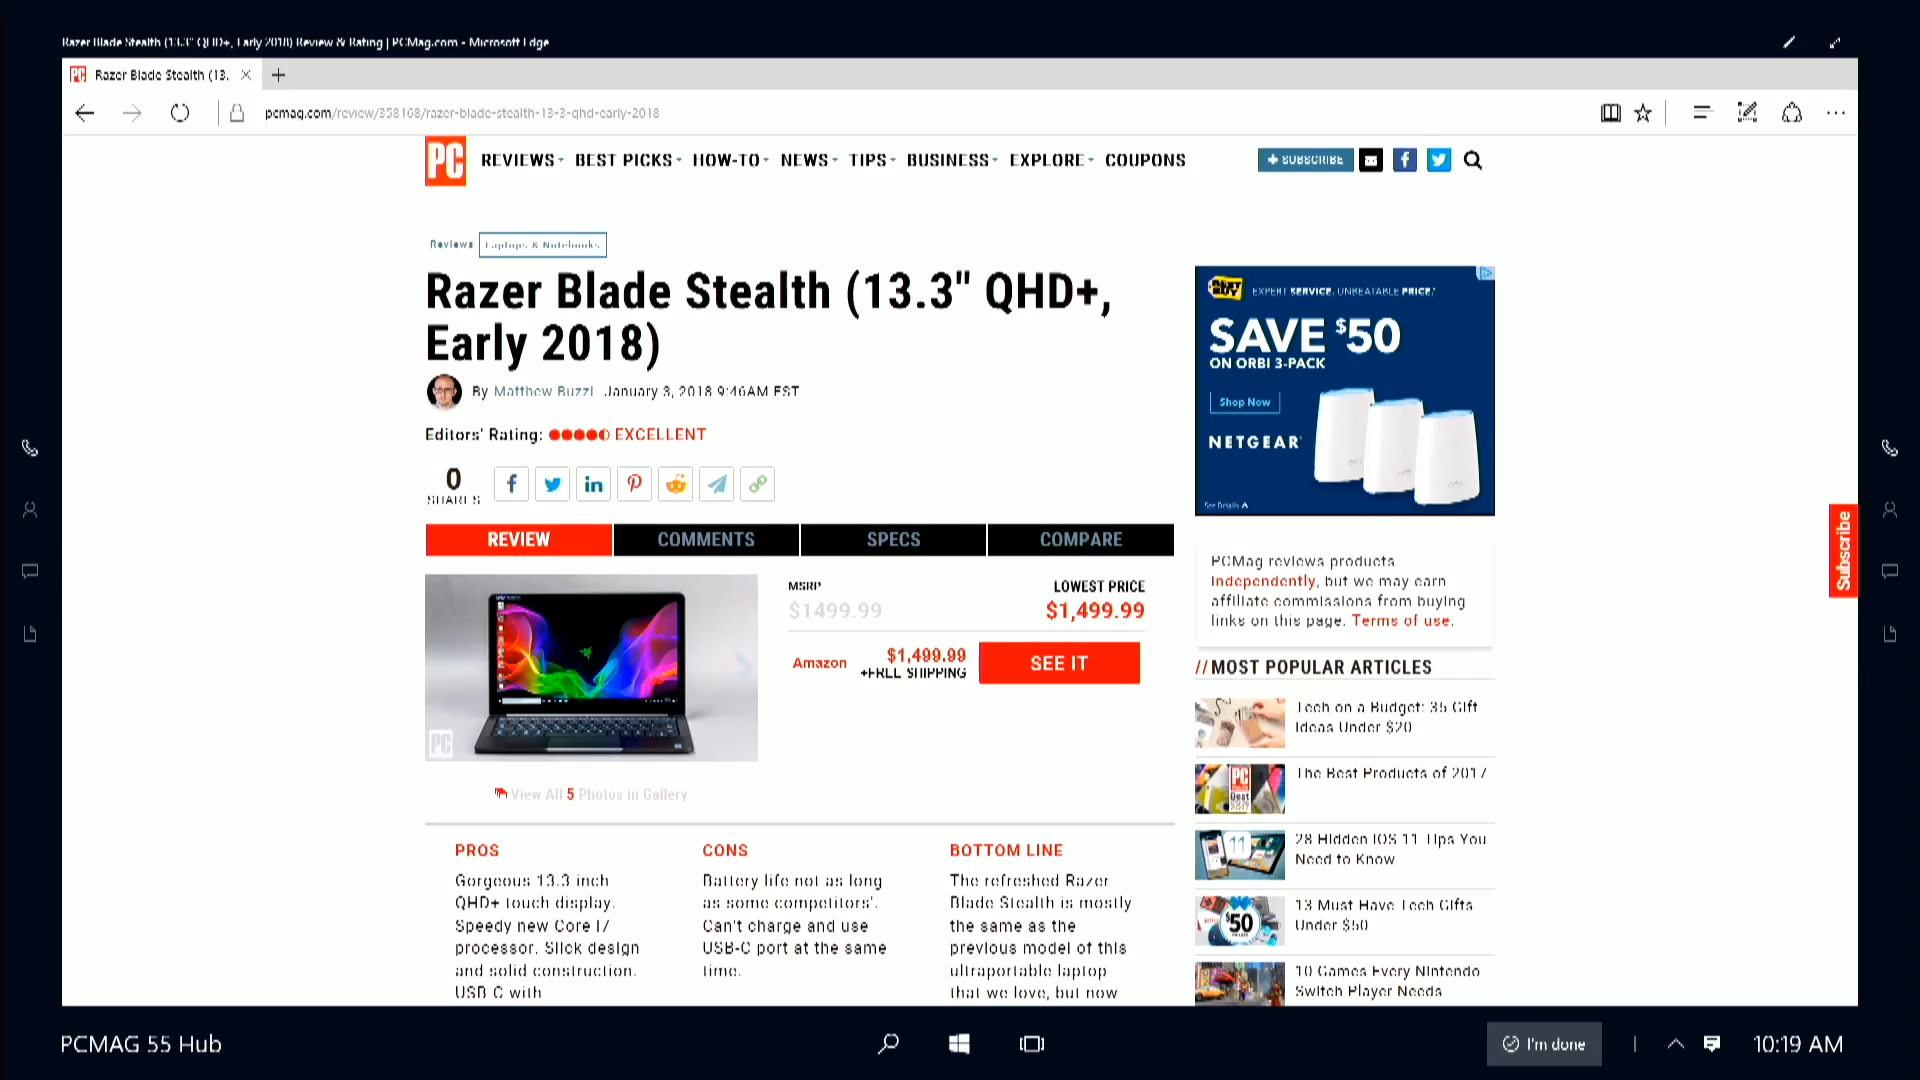 Razer Blade Stealth (13.3" QHD+, Early 2018) Review & Rating | PCMag.com - Microsoft Edge
PC Razer Blade Stealth (13.
pcmag.com/review/358168/razer-blade-stealth-13-3-qhd-early-2018
PC REVIEWS BEST PICKS HOW-TO NEWS TIPS BUSINESS EXPLORE COUPONS
+ SUBSCRIBE
Reviews Laptops & Notebooks
Razer Blade Stealth (13.3" QHD+,
Early 2018)
By Matthew Buzzi January 3, 2018 9:46AM EST
Editors' Rating: EXCELLENT
0
SHARES
REVIEW COMMENTS SPECS COMPARE
MSRP
$1499.99
LOWEST PRICE
$1,499.99
Amazon $1,499.99
+FREE SHIPPING
SEE IT
PC
View All 5 Photos in Gallery
PROS
Gorgeous 13.3 inch
QHD+ touch display.
Speedy new Core i7
processor. Slick design
and solid construction.
USB C with
CONS
Battery life not as long
as some competitors'.
Can't charge and use
USB-C port at the same
time.
BOTTOM LINE
The refreshed Razer
Blade Stealth is mostly
the same as the
previous model of this
ultraportable laptop
that we love, but now
BEST BUY
EXPERT SERVICE. UNBEATABLE PRICE.
SAVE $50
ON ORBI 3-PACK
Shop Now
NETGEAR
See Details
PCMag reviews products
independently, but we may earn
affiliate commissions from buying
links on this page. Terms of use.
//MOST POPULAR ARTICLES
Tech on a Budget: 35 Gift
Ideas Under $20
PC
Best
2017
The Best Products of 2017
11
28 Hidden iOS 11 Tips You
Need to Know
$50
13 Must Have Tech Gifts
Under $50
10 Games Every Nintendo
Switch Player Needs
Subscribe
PCMAG 55 Hub
I'm done
10:19 AM